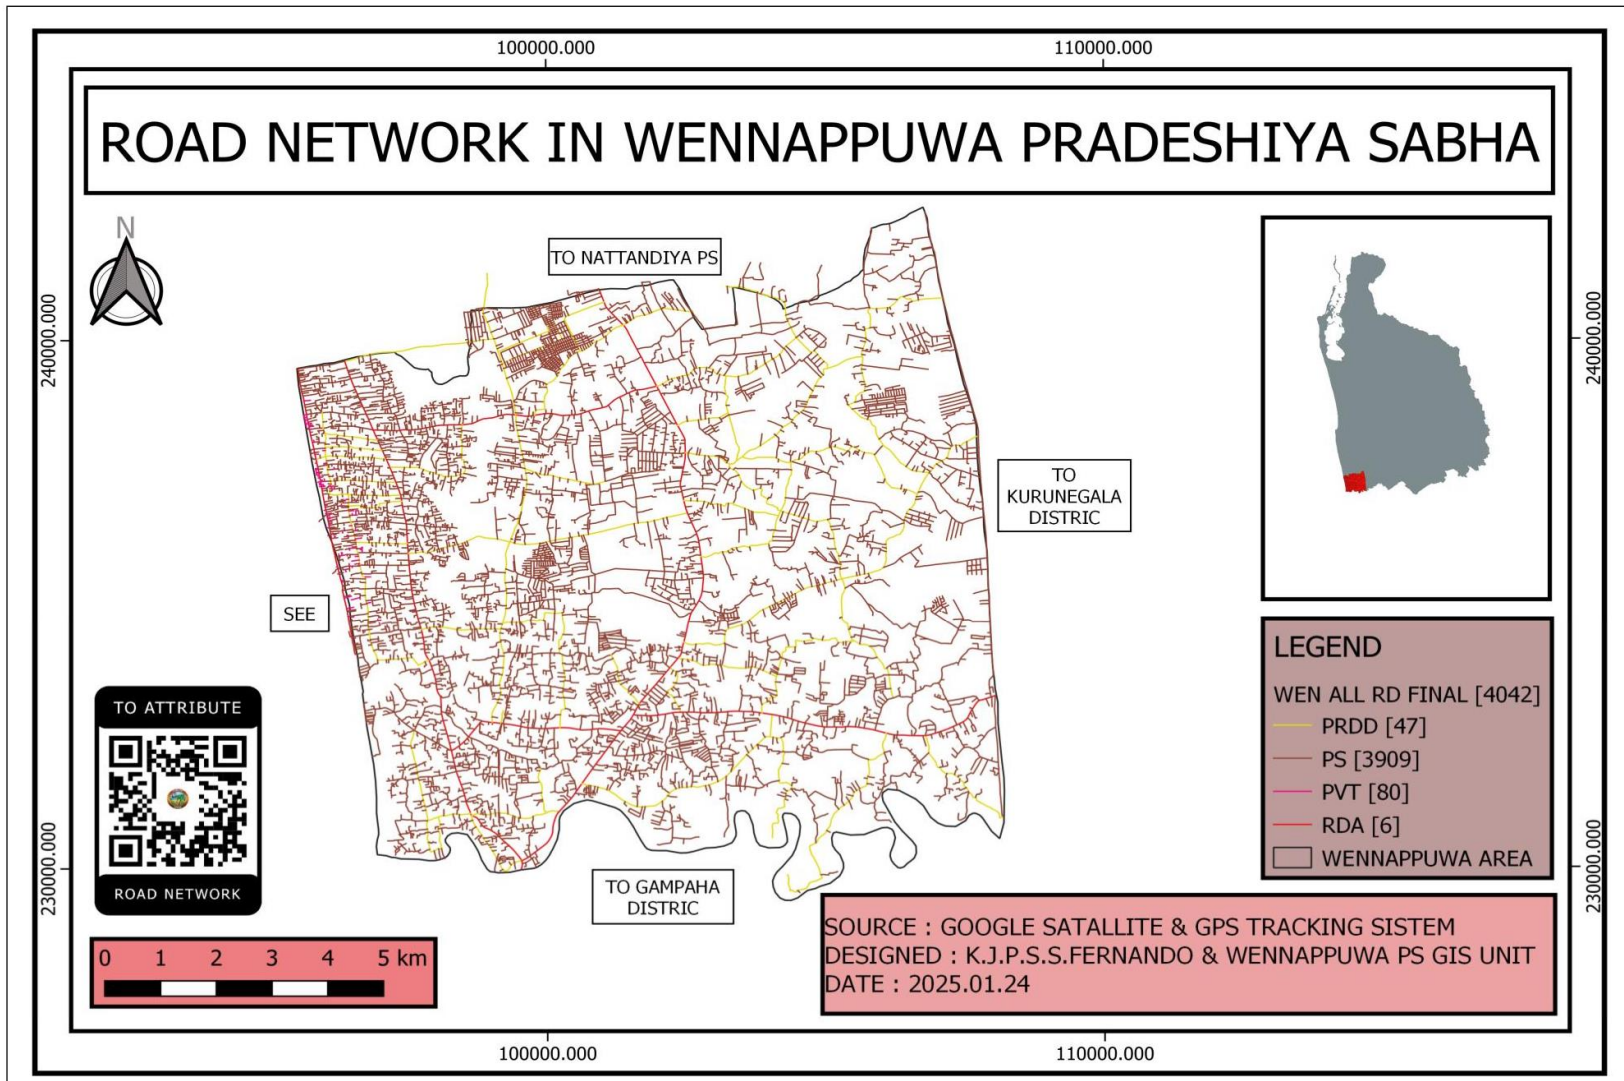 100000.000
110000.000
ROAD NETWORK IN WENNAPPUWA PRADESHIYA SABHA
N
TO NATTANDIYA PS
240000.000
240000.000
TO
KURUNEGALA
DISTRIC
SEE
LEGEND
WEN ALL RD FINAL [4042]
PRDD [47]
PS [3909]
PVT [80]
RDA [6]
WENNAPPUWA AREA
TO ATTRIBUTE
ROAD NETWORK
230000.000
230000.000
TO GAMPAHA
DISTRIC
0 1 2 3 4 5 km
SOURCE : GOOGLE SATALLITE & GPS TRACKING SISTEM
DESIGNED : K.J.P.S.S.FERNANDO & WENNAPPUWA PS GIS UNIT
DATE : 2025.01.24
100000.000
110000.000